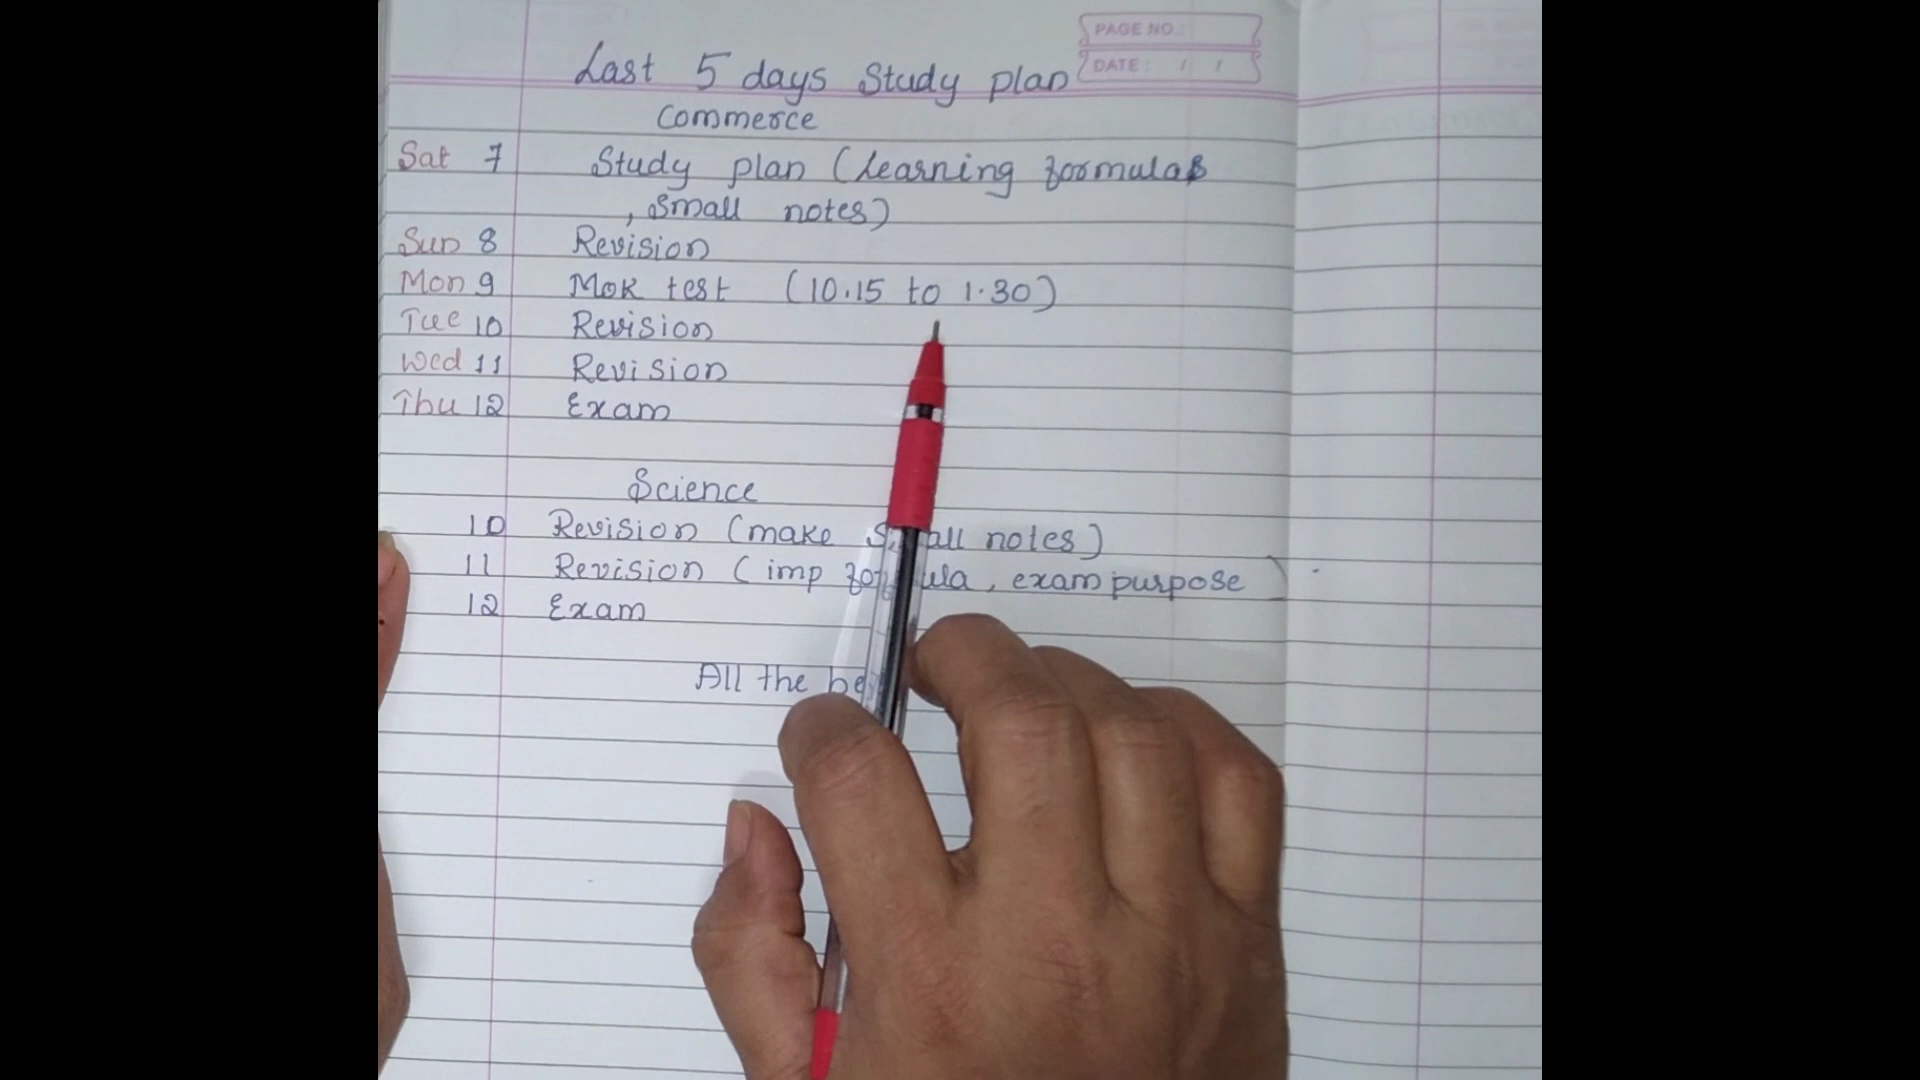 PAGE NO.:
DATE: / /
Last 5 days Study plan
Commerce
Sat 7 Study plan (Learning formulas
, Small notes)
Sun 8 Revision
Mon 9 Mok test (10.15 to 1.30)
Tue 10 Revision
Wed 11 Revision
Thu 12 Exam
Science
10 Revision (make notes)
11 Revision (imp , exam purpose )
12 Exam
All the